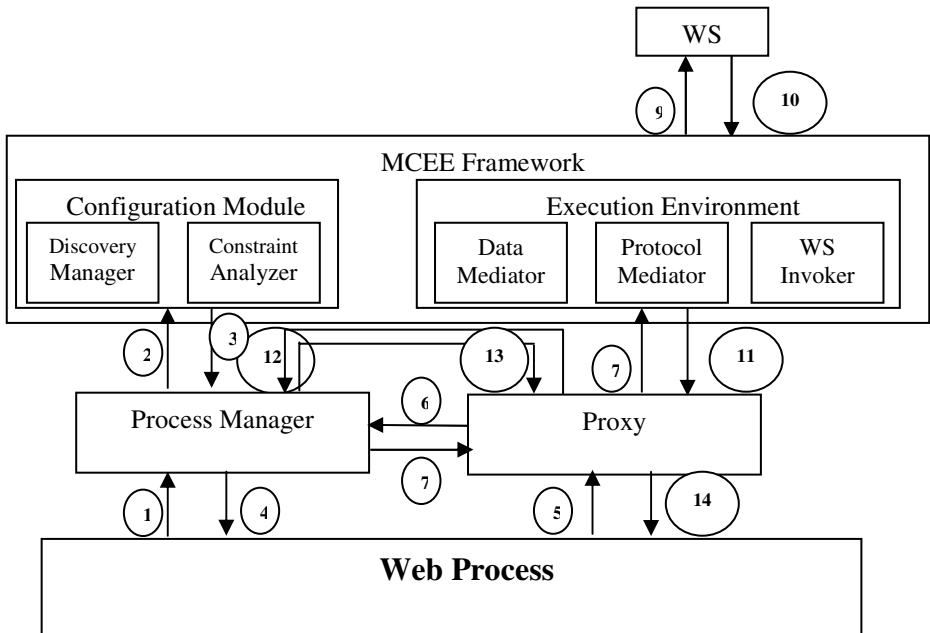 WS
9
10
MCEE Framework
Configuration Module
Execution Environment
Discovery
Manager
Constraint
Analyzer
Data
Mediator
Protocol
Mediator
WS
Invoker
2
3
12
13
7
11
Process Manager
6
Proxy
7
1
4
5
14
Web Process